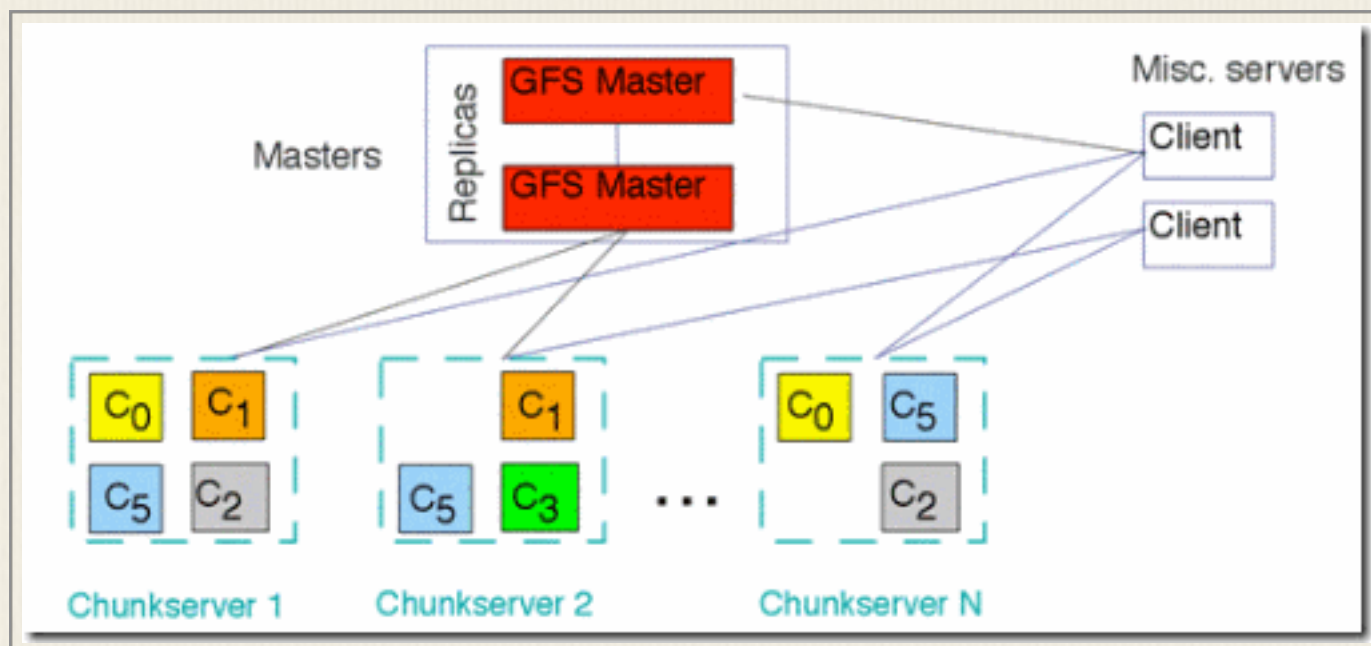 GFS Master
Misc. servers
Replicas
Client
Masters
GFS Master
Client
C0 C1
C1
C0 C5
C5 C2
C5 C3
...
C2
Chunkserver 1
Chunkserver 2
Chunkserver N